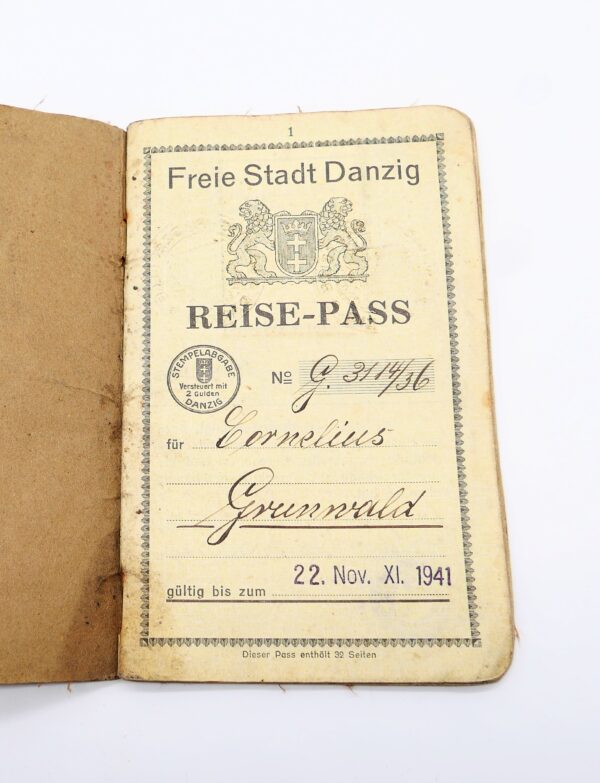 1
Freie Stadt Danzig
REISE-PASS
STEMPELABGABE
Versteuert mit
2 Gulden
DANZIG
No G. 3114/36
für Cornelius
Grunwald
gültig bis zum 22. Nov. XI. 1941
Dieser Pass enthält 32 Seiten